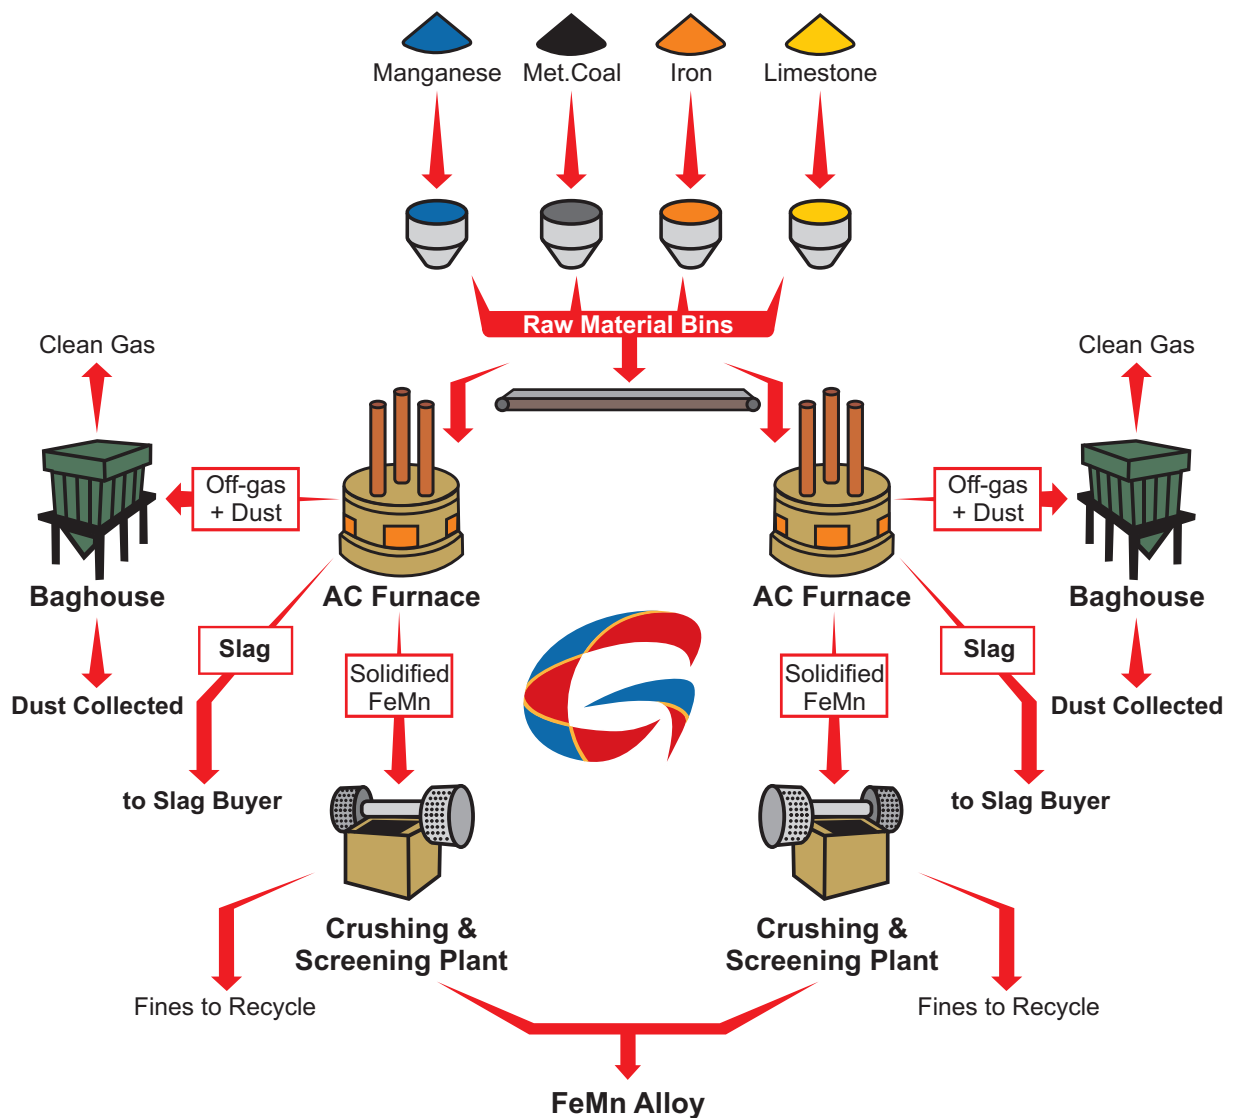 Manganese
Met.Coal
Iron
Limestone
Raw Material Bins
Clean Gas
Clean Gas
Off-gas
+ Dust
Off-gas
+ Dust
Baghouse
AC Furnace
AC Furnace
Baghouse
Slag
Solidified
FeMn
Solidified
FeMn
Slag
Dust Collected
Dust Collected
to Slag Buyer
to Slag Buyer
Crushing &
Screening Plant
Crushing &
Screening Plant
Fines to Recycle
Fines to Recycle
FeMn Alloy